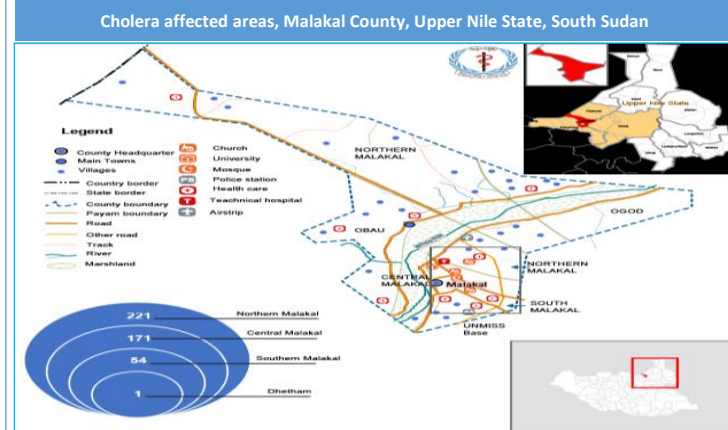 Cholera affected areas, Malakal County, Upper Nile State, South Sudan
Legend
County Headquarter
Main Towns
Villages
Country border
State border
County boundary
Payam boundary
Road
Other road
Track
River
Marshland
Church
University
Mosque
Police station
Health care
Teachnical hospital
Airstrip
PS
T
NORTHERN
MALAKAL
OBAU
OGOD
CENTRAL
MALAKAL
Malakal
NORTHERN
MALAKAL
SOUTH
MALAKAL
UNMISS
Base
Upper Nile State
221
Northern Malakal
171
Central Malakal
54
Southern Malakal
1
Dhetham